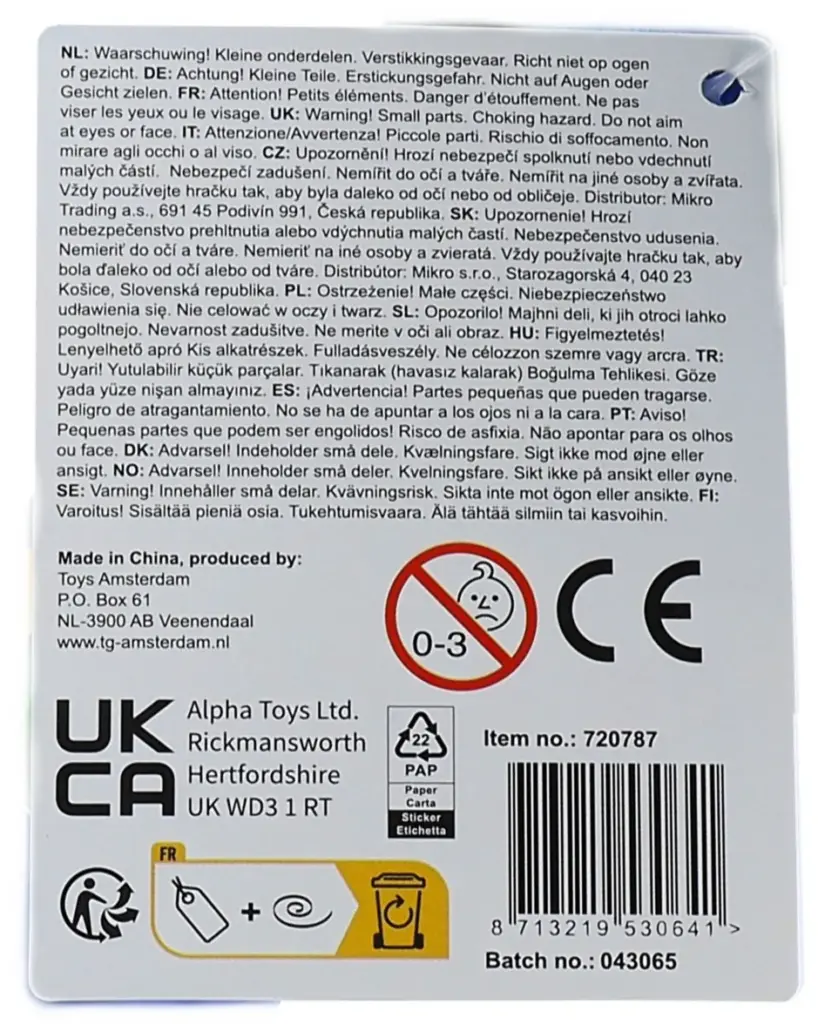 NL: Waarschuwing! Kleine onderdelen. Verstikkingsgevaar. Richt niet op ogen
of gezicht. DE: Achtung! Kleine Teile. Erstickungsgefahr. Nicht auf Augen oder
Gesicht zielen. FR: Attention! Petits éléments. Danger d'étouffement. Ne pas
viser les yeux ou le visage. UK: Warning! Small parts. Choking hazard. Do not aim
at eyes or face. IT: Attenzione/Avvertenza! Piccole parti. Rischio di soffocamento. Non
mirare agli occhi o al viso. CZ: Upozornění! Hrozí nebezpečí spolknutí nebo vdechnutí
malých částí. Nebezpečí zadušení. Nemířit do očí a tváře. Nemířit na jiné osoby a zvířata.
Vždy používejte hračku tak, aby byla daleko od očí nebo od obličeje. Distributor: Mikro
Trading a.s., 691 45 Podivín 991, Česká republika. SK: Upozornenie! Hrozí
nebezpečenstvo prehltnutia alebo vdýchnutia malých častí. Nebezpečenstvo udusenia.
Nemieriť do očí a tváre. Nemieriť na iné osoby a zvieratá. Vždy používajte hračku tak, aby
bola ďaleko od očí alebo od tváre. Distribútor: Mikro s.r.o., Starozagorská 4, 040 23
Košice, Slovenská republika. PL: Ostrzeżenie! Małe części. Niebezpieczeństwo
udławienia się. Nie celować w oczy i twarz. SL: Opozorilo! Majhni deli, ki jih otroci lahko
pogoltnejo. Nevarnost zadušitve. Ne merite v oči ali obraz. HU: Figyelmeztetés!
Lenyelhető apró Kis alkatrészek. Fulladásveszély. Ne célozzon szemre vagy arcra. TR:
Uyari! Yutulabilir küçük parçalar. Tıkanarak (havasız kalarak) Boğulma Tehlikesi. Göze
yada yüze nişan almayınız. ES: ¡Advertencia! Partes pequeñas que pueden tragarse.
Peligro de atragantamiento. No se ha de apuntar a los ojos ni a la cara. PT: Aviso!
Pequenas partes que podem ser engolidos! Risco de asfixia. Não apontar para os olhos
ou face. DK: Advarsel! Indeholder små dele. Kvælningsfare. Sigt ikke mod øjne eller
ansigt. NO: Advarsel! Inneholder små deler. Kvelningsfare. Sikt ikke på ansikt eller øyne.
SE: Varning! Innehåller små delar. Kvävningsrisk. Sikta inte mot ögon eller ansikte. FI:
Varoitus! Sisältää pieniä osia. Tukehtumisvaara. Älä tähtää silmiin tai kasvoihin.
Made in China, produced by:
Toys Amsterdam
P.O. Box 61
NL-3900 AB Veenendaal
www.tg-amsterdam.nl
0-3
CE
UK
CA
Alpha Toys Ltd.
Rickmansworth
Hertfordshire
UK WD3 1 RT
22
PAP
Paper
Carta
Sticker
Etichetta
Item no.: 720787
8 713219 530641 >
Batch no.: 043065
FR
+